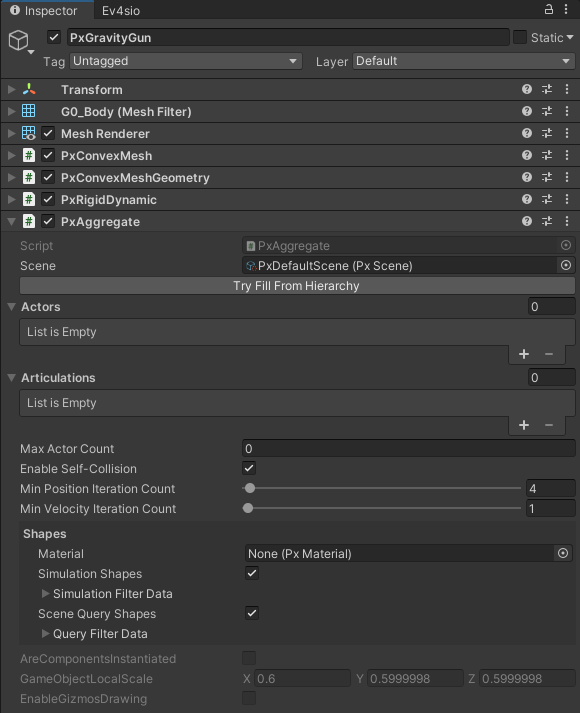 Inspector Ev4sio
PxGravityGun Static
Tag Untagged Layer Default
Transform
G0_Body (Mesh Filter)
Mesh Renderer
PxConvexMesh
PxConvexMeshGeometry
PxRigidDynamic
PxAggregate
Script PxAggregate
Scene PxDefaultScene (Px Scene)
Try Fill From Hierarchy
Actors 0
List is Empty
Articulations 0
List is Empty
Max Actor Count 0
Enable Self-Collision
Min Position Iteration Count 4
Min Velocity Iteration Count 1
Shapes
Material None (Px Material)
Simulation Shapes
Simulation Filter Data
Scene Query Shapes
Query Filter Data
AreComponentsInstantiated
GameObjectLocalScale X 0.6 Y 0.5999998 Z 0.5999998
EnableGizmosDrawing